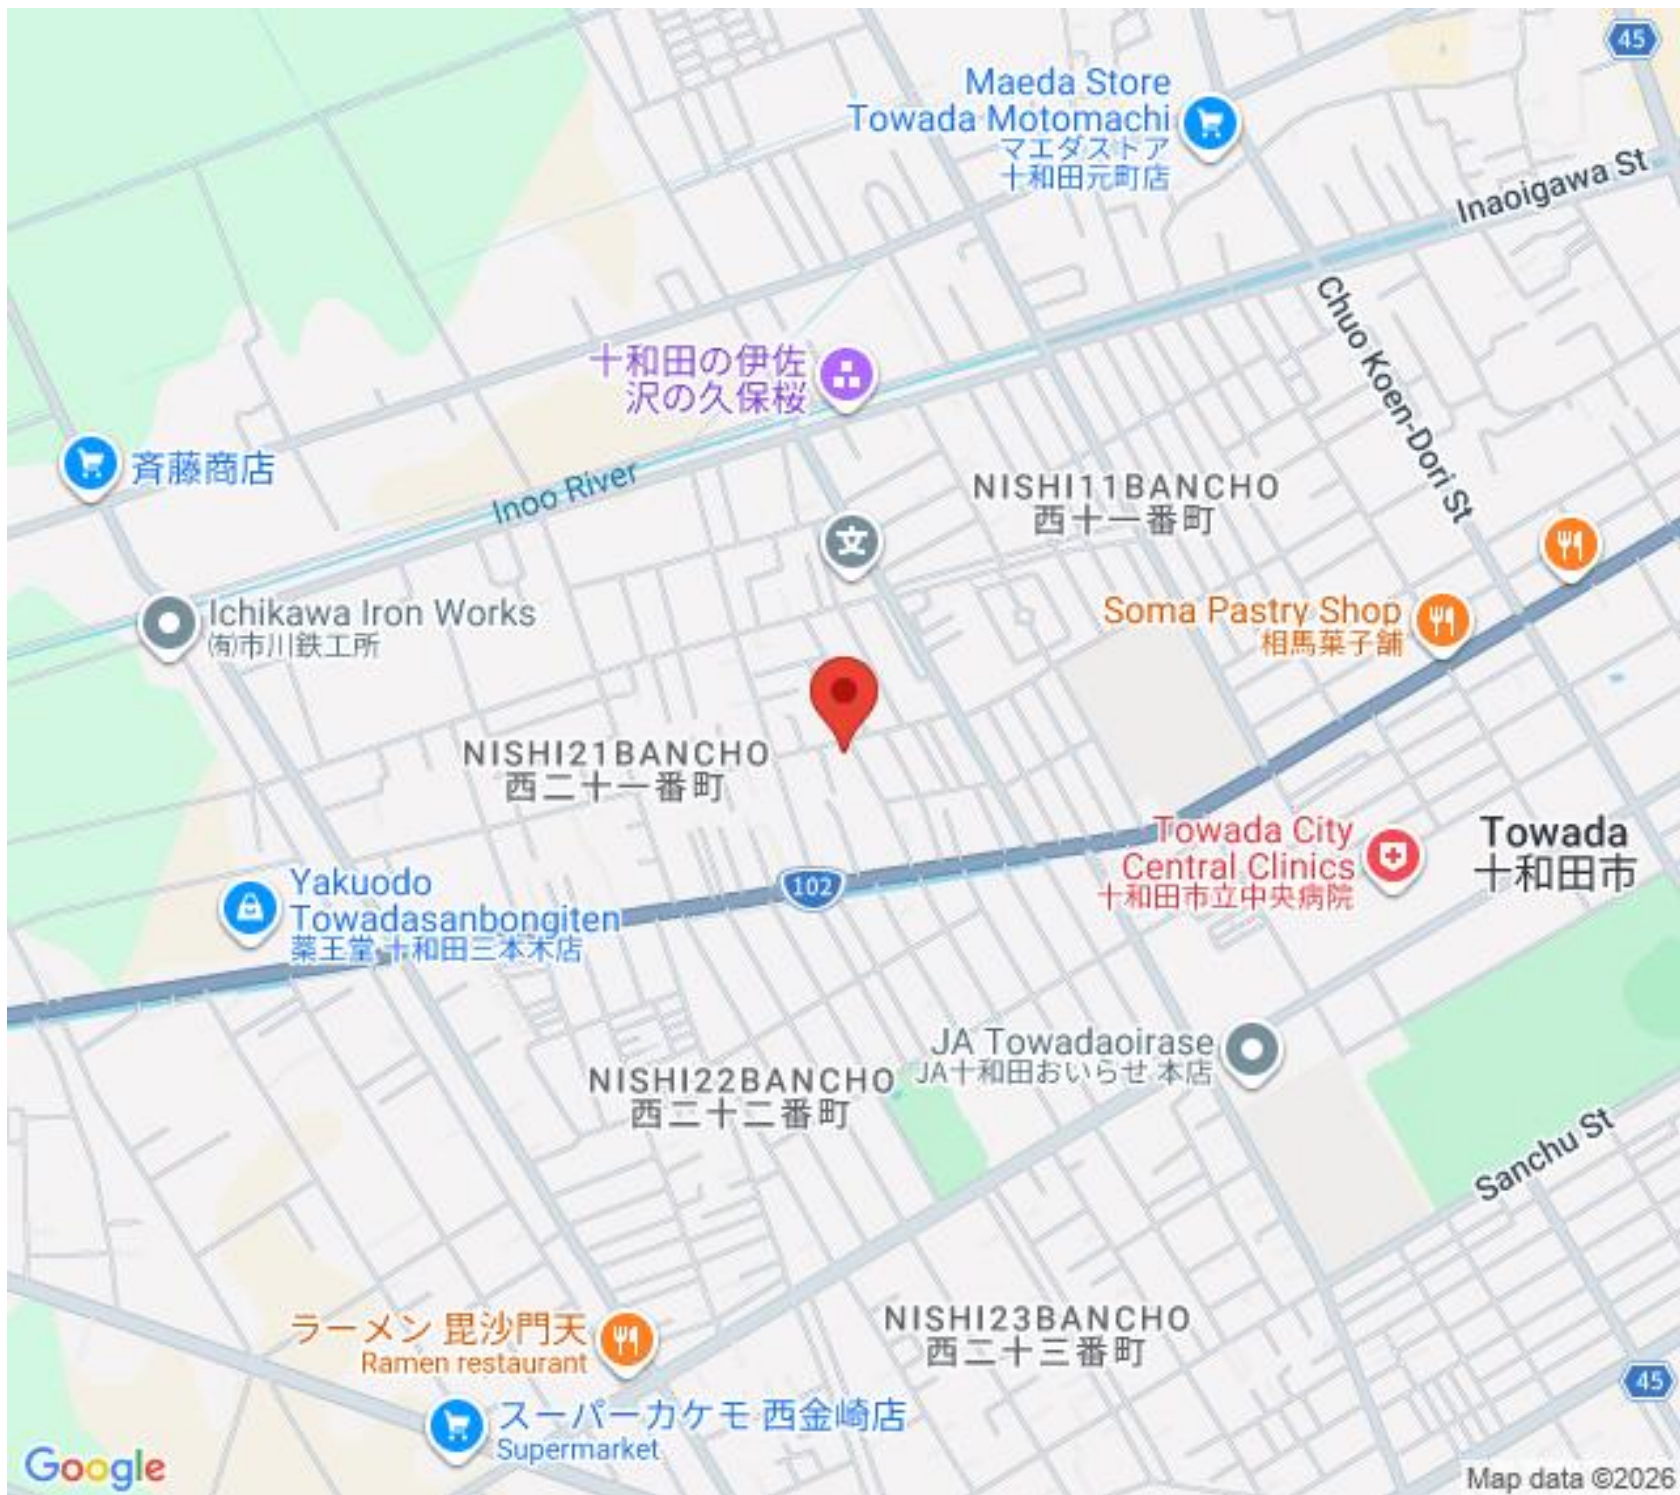 45
Maeda Store
Towada Motomachi
マエダストア
十和田元町店
Inaoigawa St
Chuo Koen-Dori St
十和田の伊佐
沢の久保桜
斉藤商店
Inoo River
NISHI11BANCHO
西十一番町
文
Ichikawa Iron Works
㈲市川鉄工所
Soma Pastry Shop
相馬菓子舗
NISHI21BANCHO
西二十一番町
Towada City
Central Clinics
十和田市立中央病院
Towada
十和田市
102
Yakuodo
Towadasanbongiten
薬王堂 十和田三本木店
JA Towadaoirase
JA十和田おいらせ 本店
NISHI22BANCHO
西二十二番町
Sanchu St
NISHI23BANCHO
西二十三番町
ラーメン 毘沙門天
Ramen restaurant
45
スーパーカケモ 西金崎店
Supermarket
Google
Map data ©2026